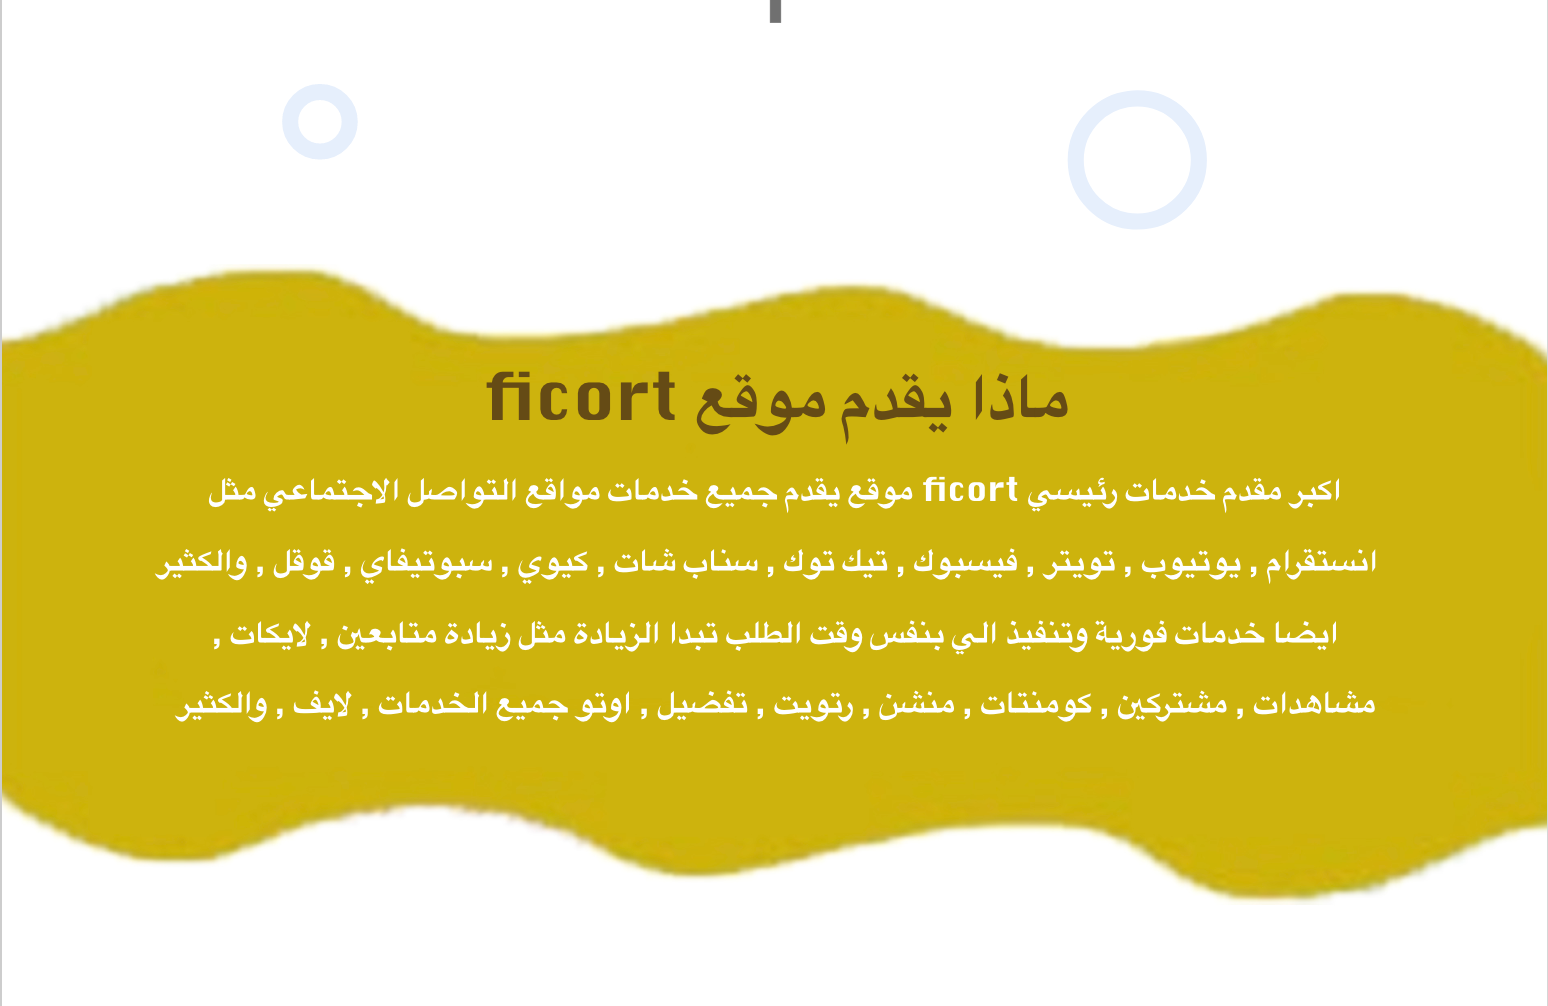 ماذا يقدم موقع ficort
اكبر مقدم خدمات رئيسي ficort موقع يقدم جميع خدمات مواقع التواصل الاجتماعي مثل
انستقرام , يوتيوب , تويتر , فيسبوك , تيك توك , سناب شات , كيوي , سبوتيفاي , قوقل , والكثير
ايضا خدمات فورية وتنفيذ الي بنفس وقت الطلب تبدا الزيادة مثل زيادة متابعين , لايكات ,
مشاهدات , مشتركين , كومنتات , منشن , رتويت , تفضيل , اوتو جميع الخدمات , لايف , والكثير